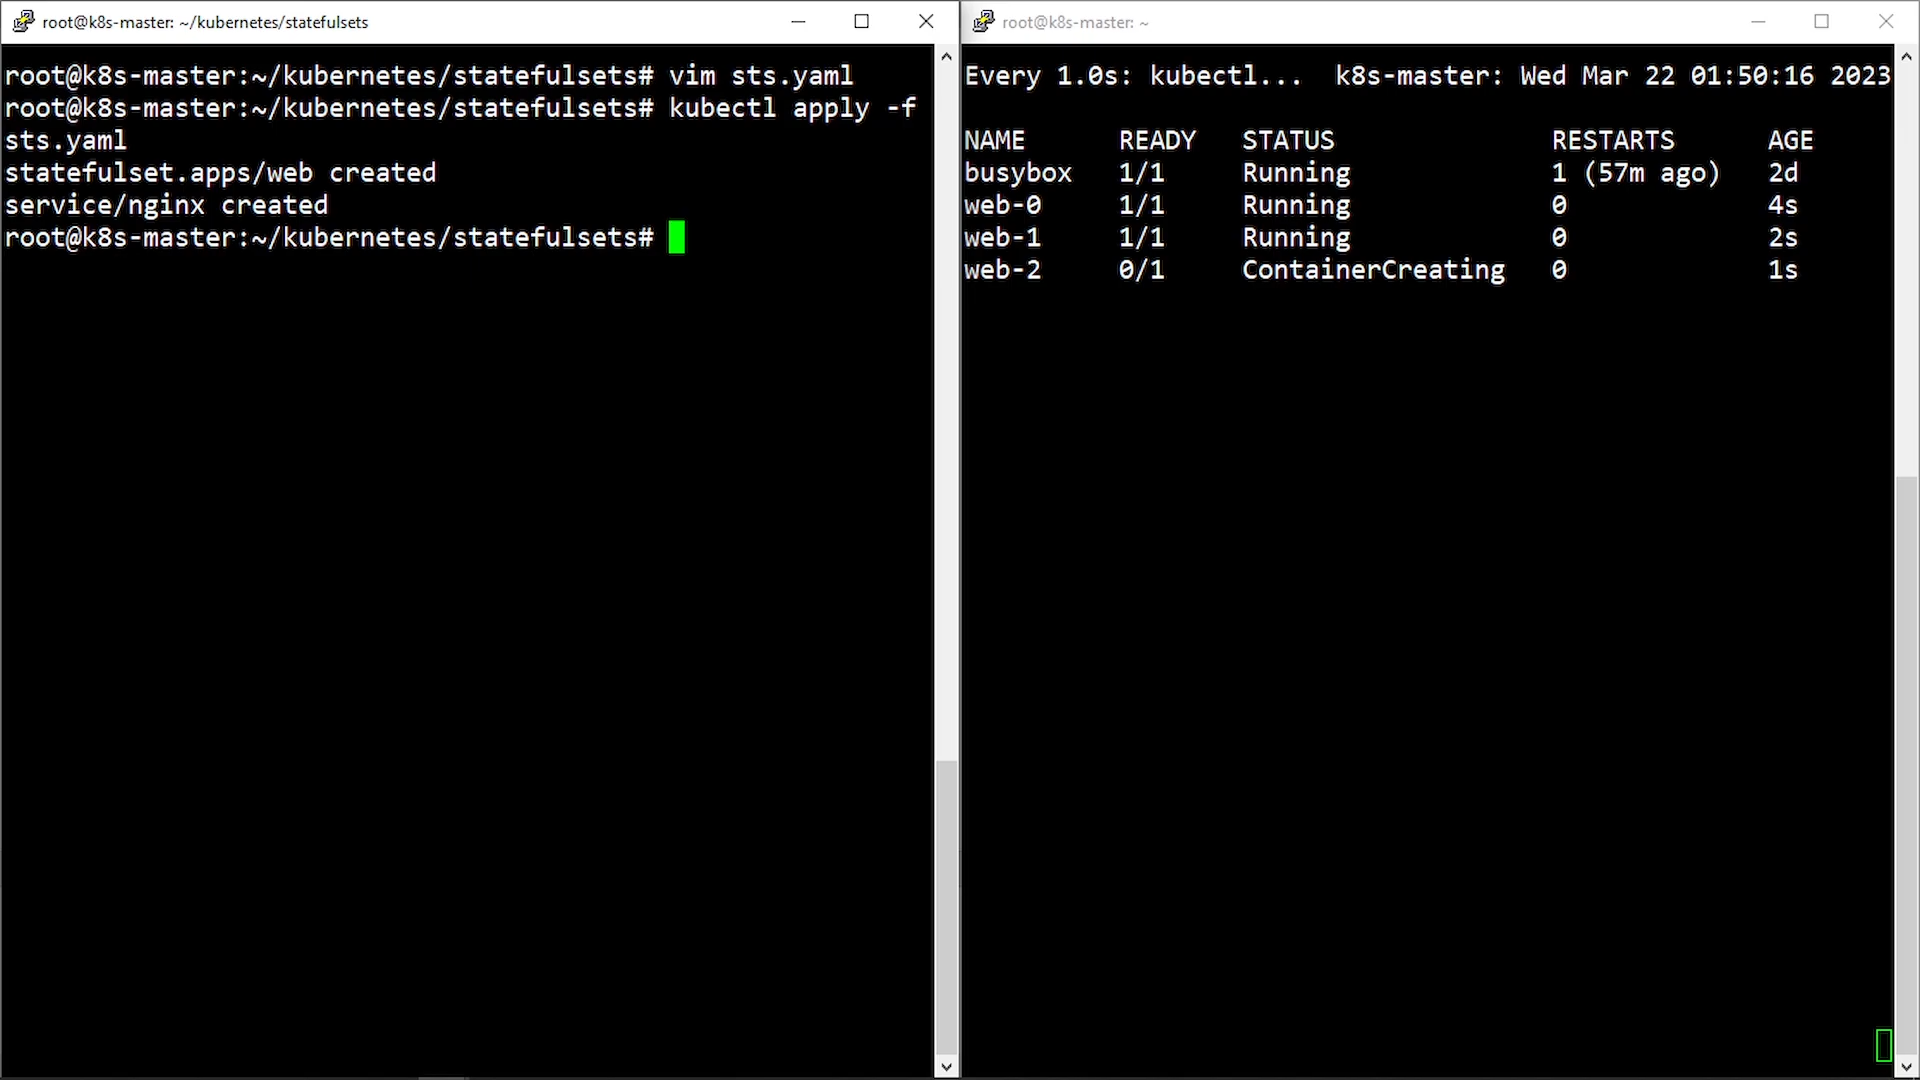 root@k8s-master: ~/kubernetes/statefulsets
root@k8s-master:~/kubernetes/statefulsets# vim sts.yaml
root@k8s-master:~/kubernetes/statefulsets# kubectl apply -f
sts.yaml
statefulset.apps/web created
service/nginx created
root@k8s-master:~/kubernetes/statefulsets#
root@k8s-master: ~
Every 1.0s: kubectl...  k8s-master: Wed Mar 22 01:50:16 2023
NAME      READY   STATUS              RESTARTS      AGE
busybox   1/1     Running             1 (57m ago)   2d
web-0     1/1     Running             0             4s
web-1     1/1     Running             0             2s
web-2     0/1     ContainerCreating   0             1s